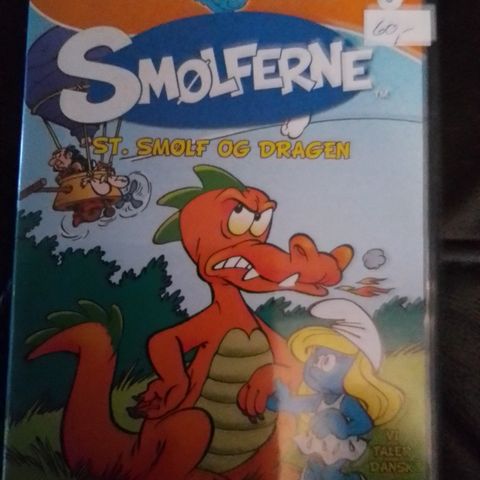 60,-
SMØLFERNE
TM
ST. SMØLF OG DRAGEN
VI
TALER
DANSK